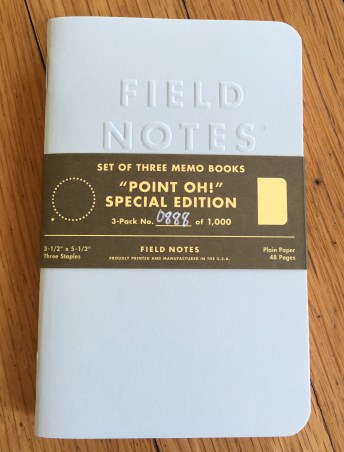 FIELD
NOTES
SET OF THREE MEMO BOOKS
“POINT OH!”
SPECIAL EDITION
3-Pack No. 0888 of 1,000
3-1/2" x 5-1/2"
Three Staples
FIELD NOTES
PROUDLY PRINTED AND MANUFACTURED IN THE U.S.A.
Plain Paper
48 Pages